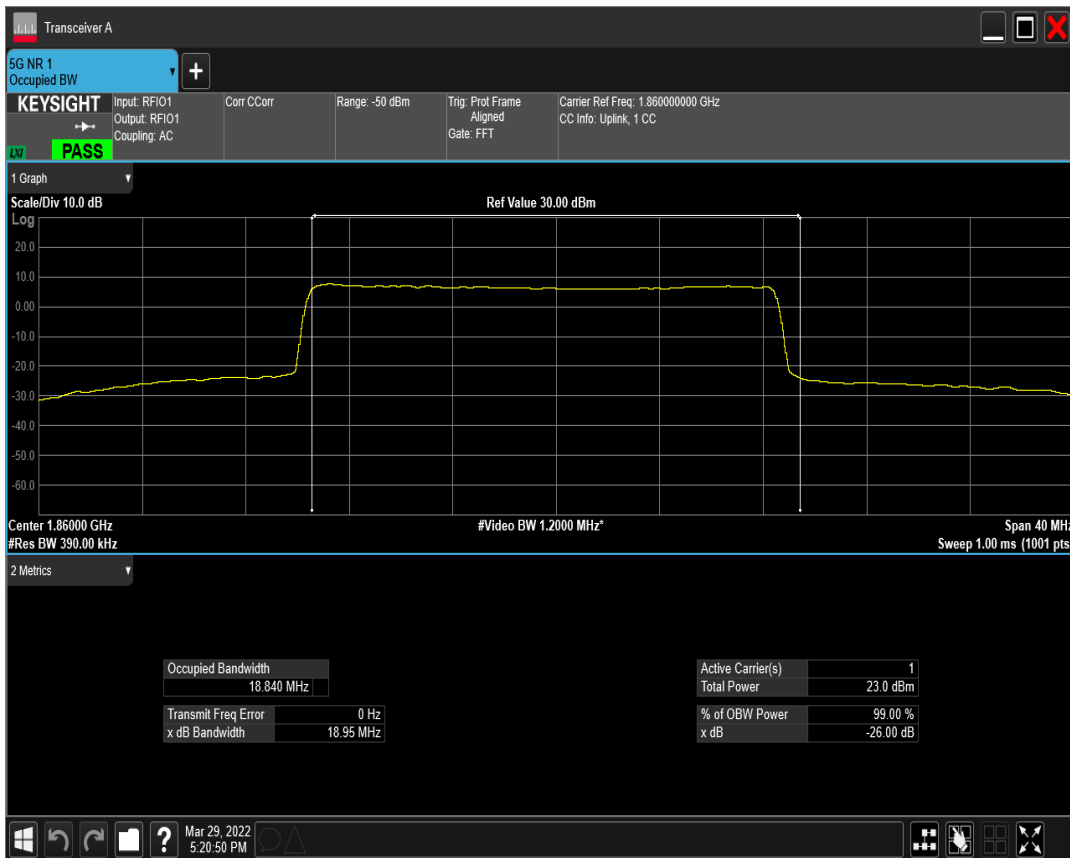 Transceiver A
5G NR 1
Occupied BW
+
KEYSIGHT
LXI
PASS
Input: RFIO1
Output: RFIO1
Coupling: AC
Corr CCorr
Range: -50 dBm
Trig: Prot Frame
Aligned
Gate: FFT
Carrier Ref Freq: 1.860000000 GHz
CC Info: Uplink, 1 CC
1 Graph
Scale/Div 10.0 dB
Ref Value 30.00 dBm
Log
20.0
10.0
0.00
-10.0
-20.0
-30.0
-40.0
-50.0
-60.0
Center 1.86000 GHz
#Video BW 1.2000 MHz*
Span 40 MHz
#Res BW 390.00 kHz
Sweep 1.00 ms (1001 pts
2 Metrics
Occupied Bandwidth
18.840 MHz
Transmit Freq Error 0 Hz
x dB Bandwidth 18.95 MHz
Active Carrier(s) 1
Total Power 23.0 dBm
% of OBW Power 99.00 %
x dB -26.00 dB
?
Mar 29, 2022
5:20:50 PM